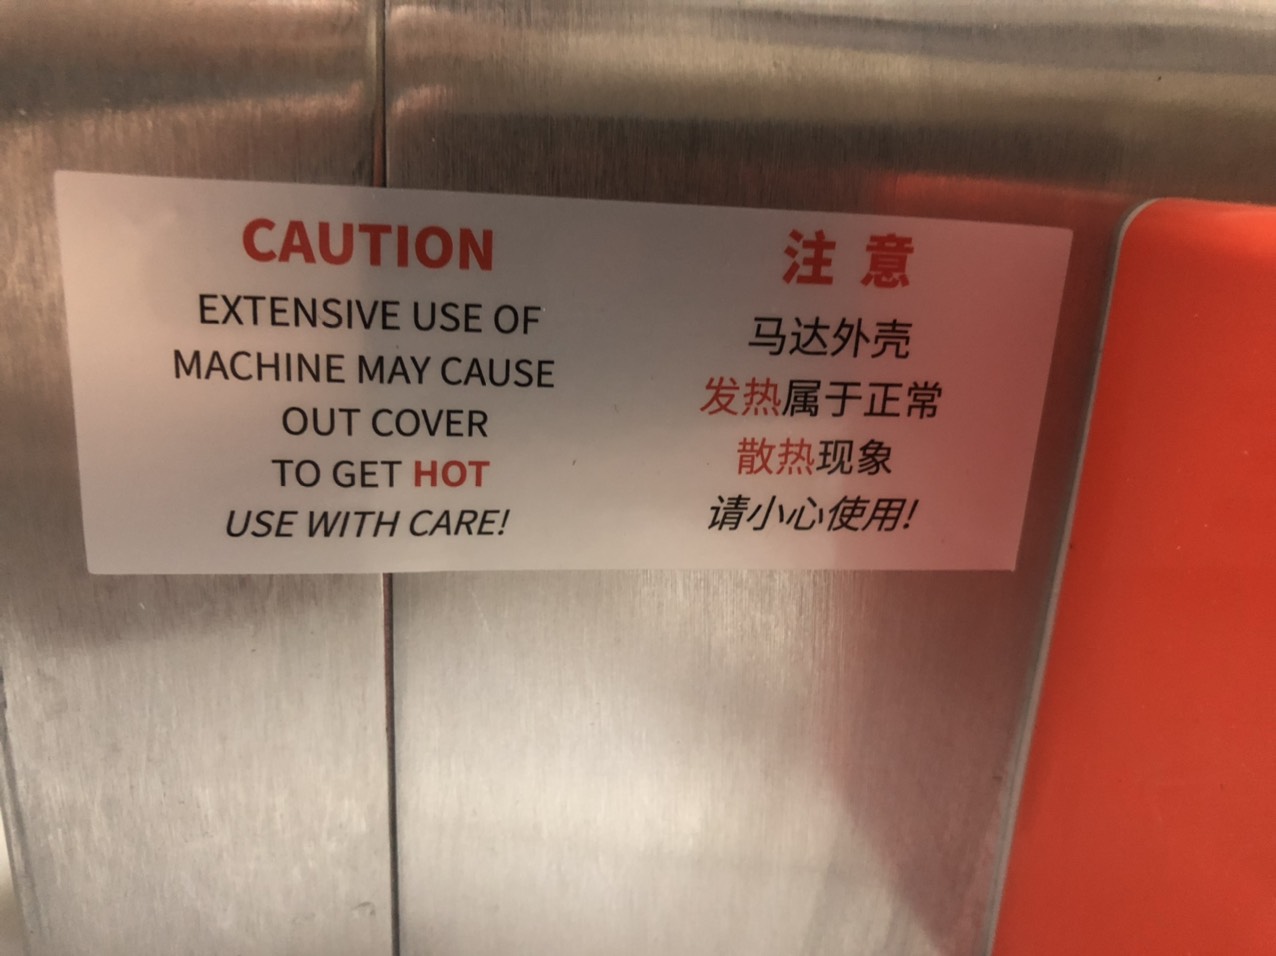 CAUTION
EXTENSIVE USE OF
MACHINE MAY CAUSE
OUT COVER
TO GET HOT
USE WITH CARE!
注 意
马达外壳
发热属于正常
散热现象
请小心使用!